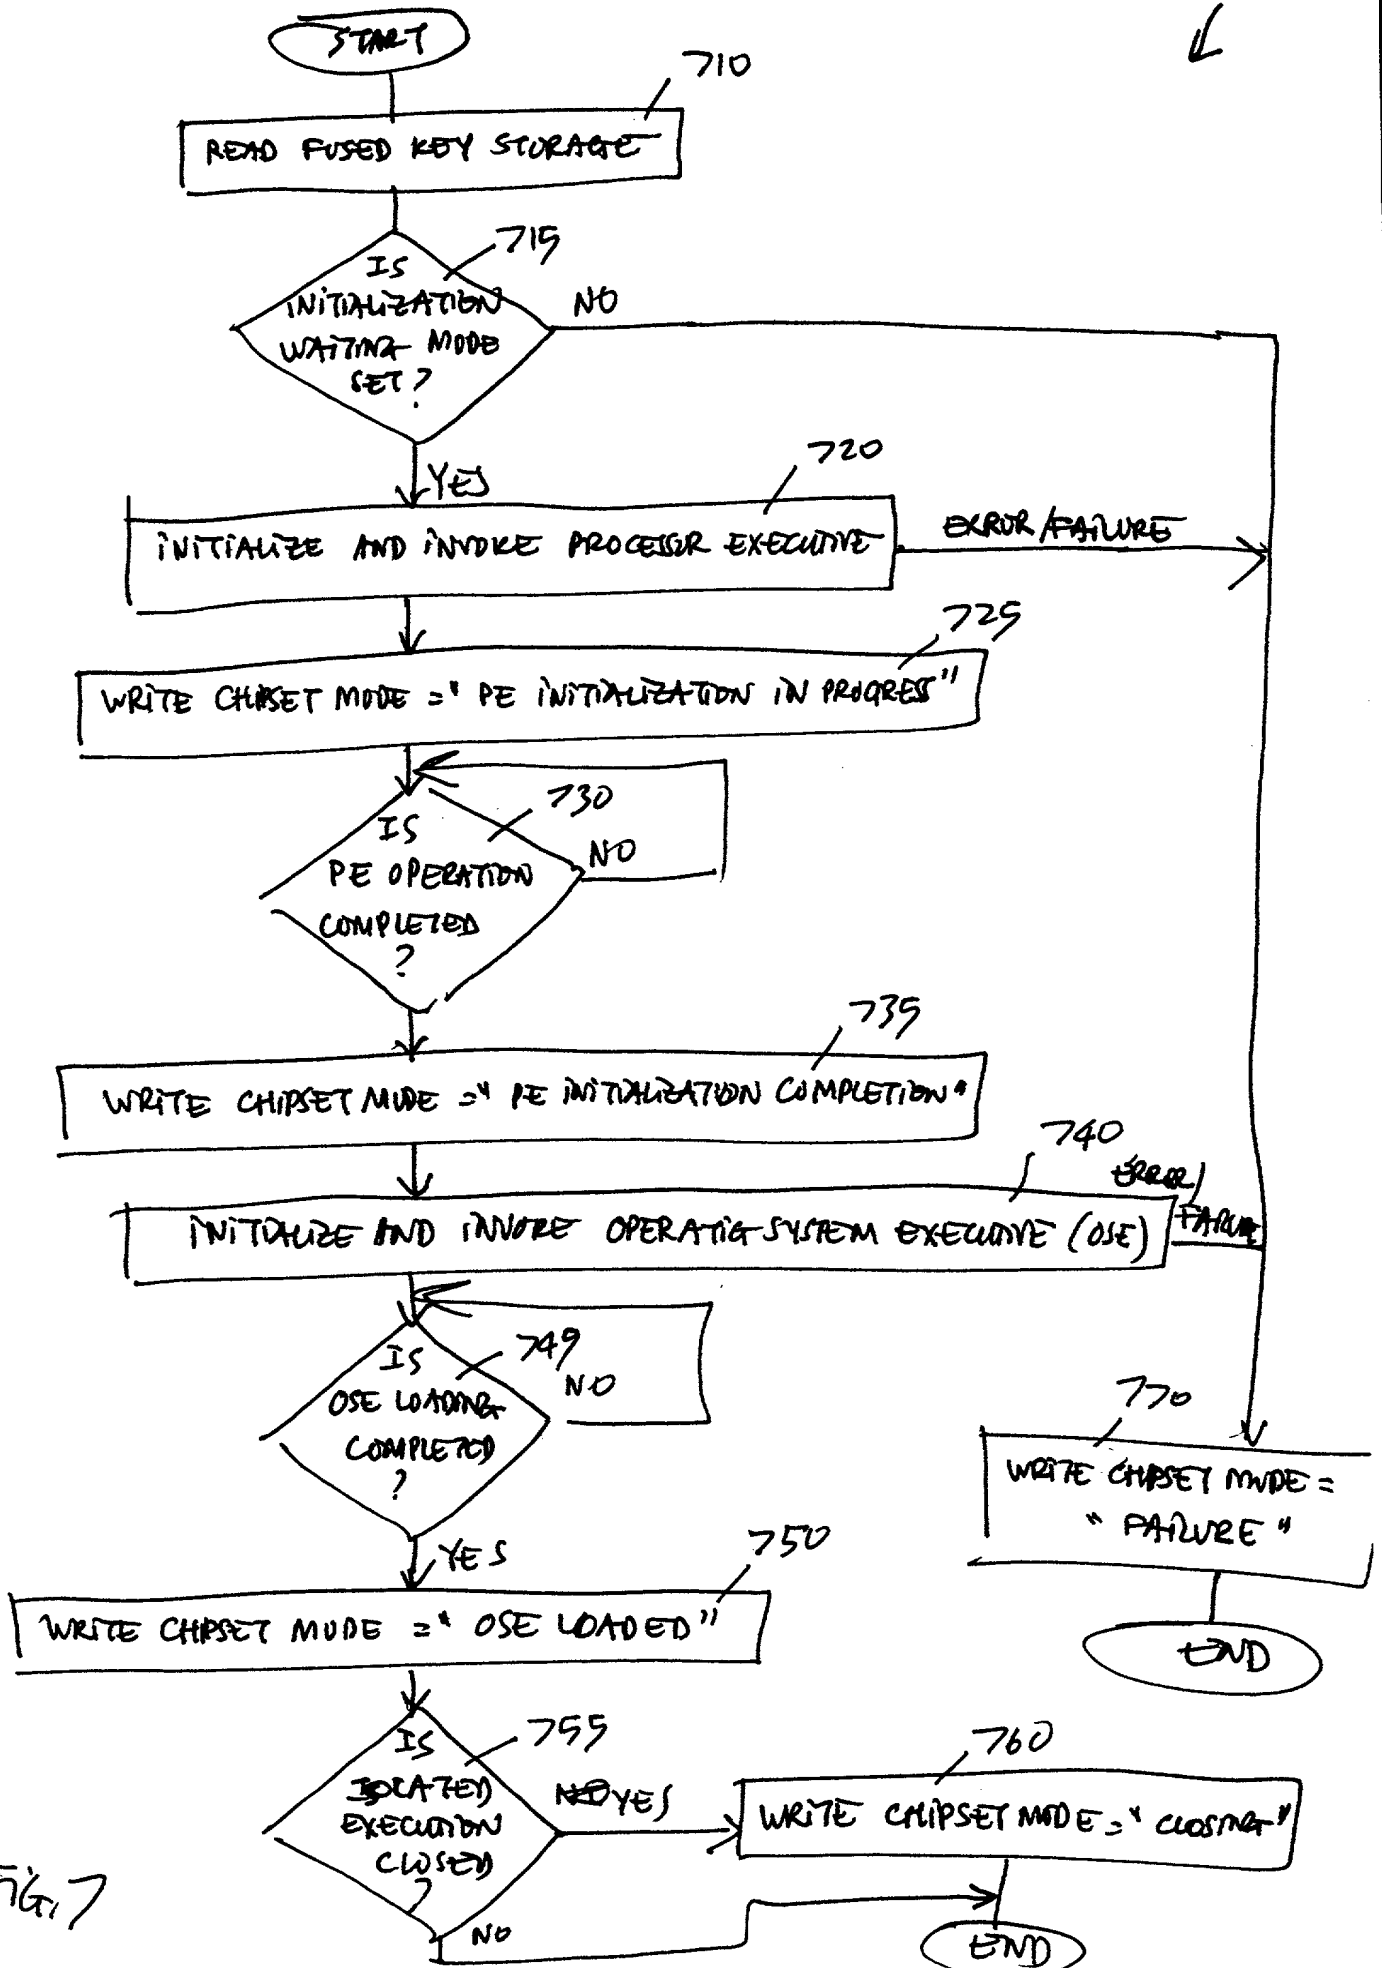 START
710
READ FUSED KEY STORAGE
715
IS
INITIALIZATION
WAITING MODE
SET?
NO
YES
720
INITIALIZE AND INVOKE PROCESSOR EXECUTIVE
ERROR/FAILURE
725
WRITE CHIPSET MODE = "PE INITIALIZATION IN PROGRESS"
730
IS
PE OPERATION
COMPLETED
?
NO
735
WRITE CHIPSET MODE = "PE INITIALIZATION COMPLETION"
740
ERROR/
FAILURE
INITIALIZE AND INVOKE OPERATIG SYSTEM EXECUTIVE (OSE)
749
IS
OSE LOADING
COMPLETED
?
NO
YES
770
WRITE CHIPSET MODE =
"FAILURE"
END
750
WRITE CHIPSET MODE = "OSE LOADED"
755
IS
ISOLATED
EXECUTION
CLOSED
?
YES
NO
760
WRITE CHIPSET MODE = "CLOSING"
END
FIG. 7